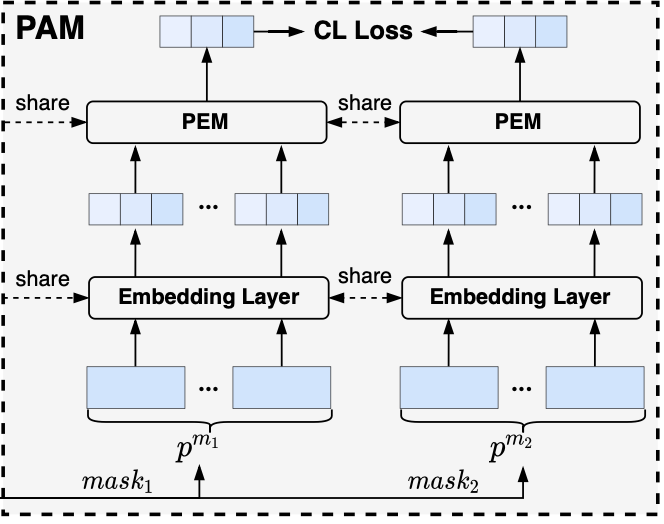 PAM
CL Loss
share
PEM
share
PEM
...
...
share
Embedding Layer
share
Embedding Layer
...
...
p^{m_1}
p^{m_2}
mask_1
mask_2